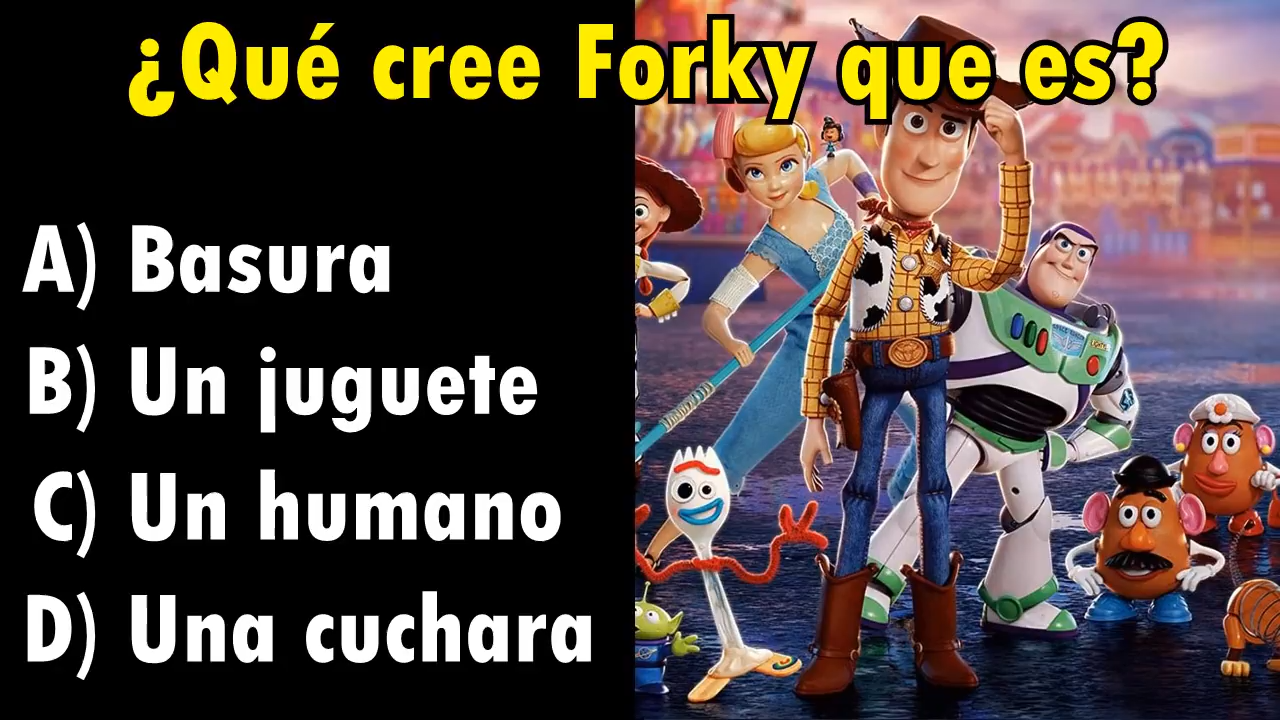 ¿Qué cree Forky que es?
A) Basura
B) Un juguete
C) Un humano
D) Una cuchara